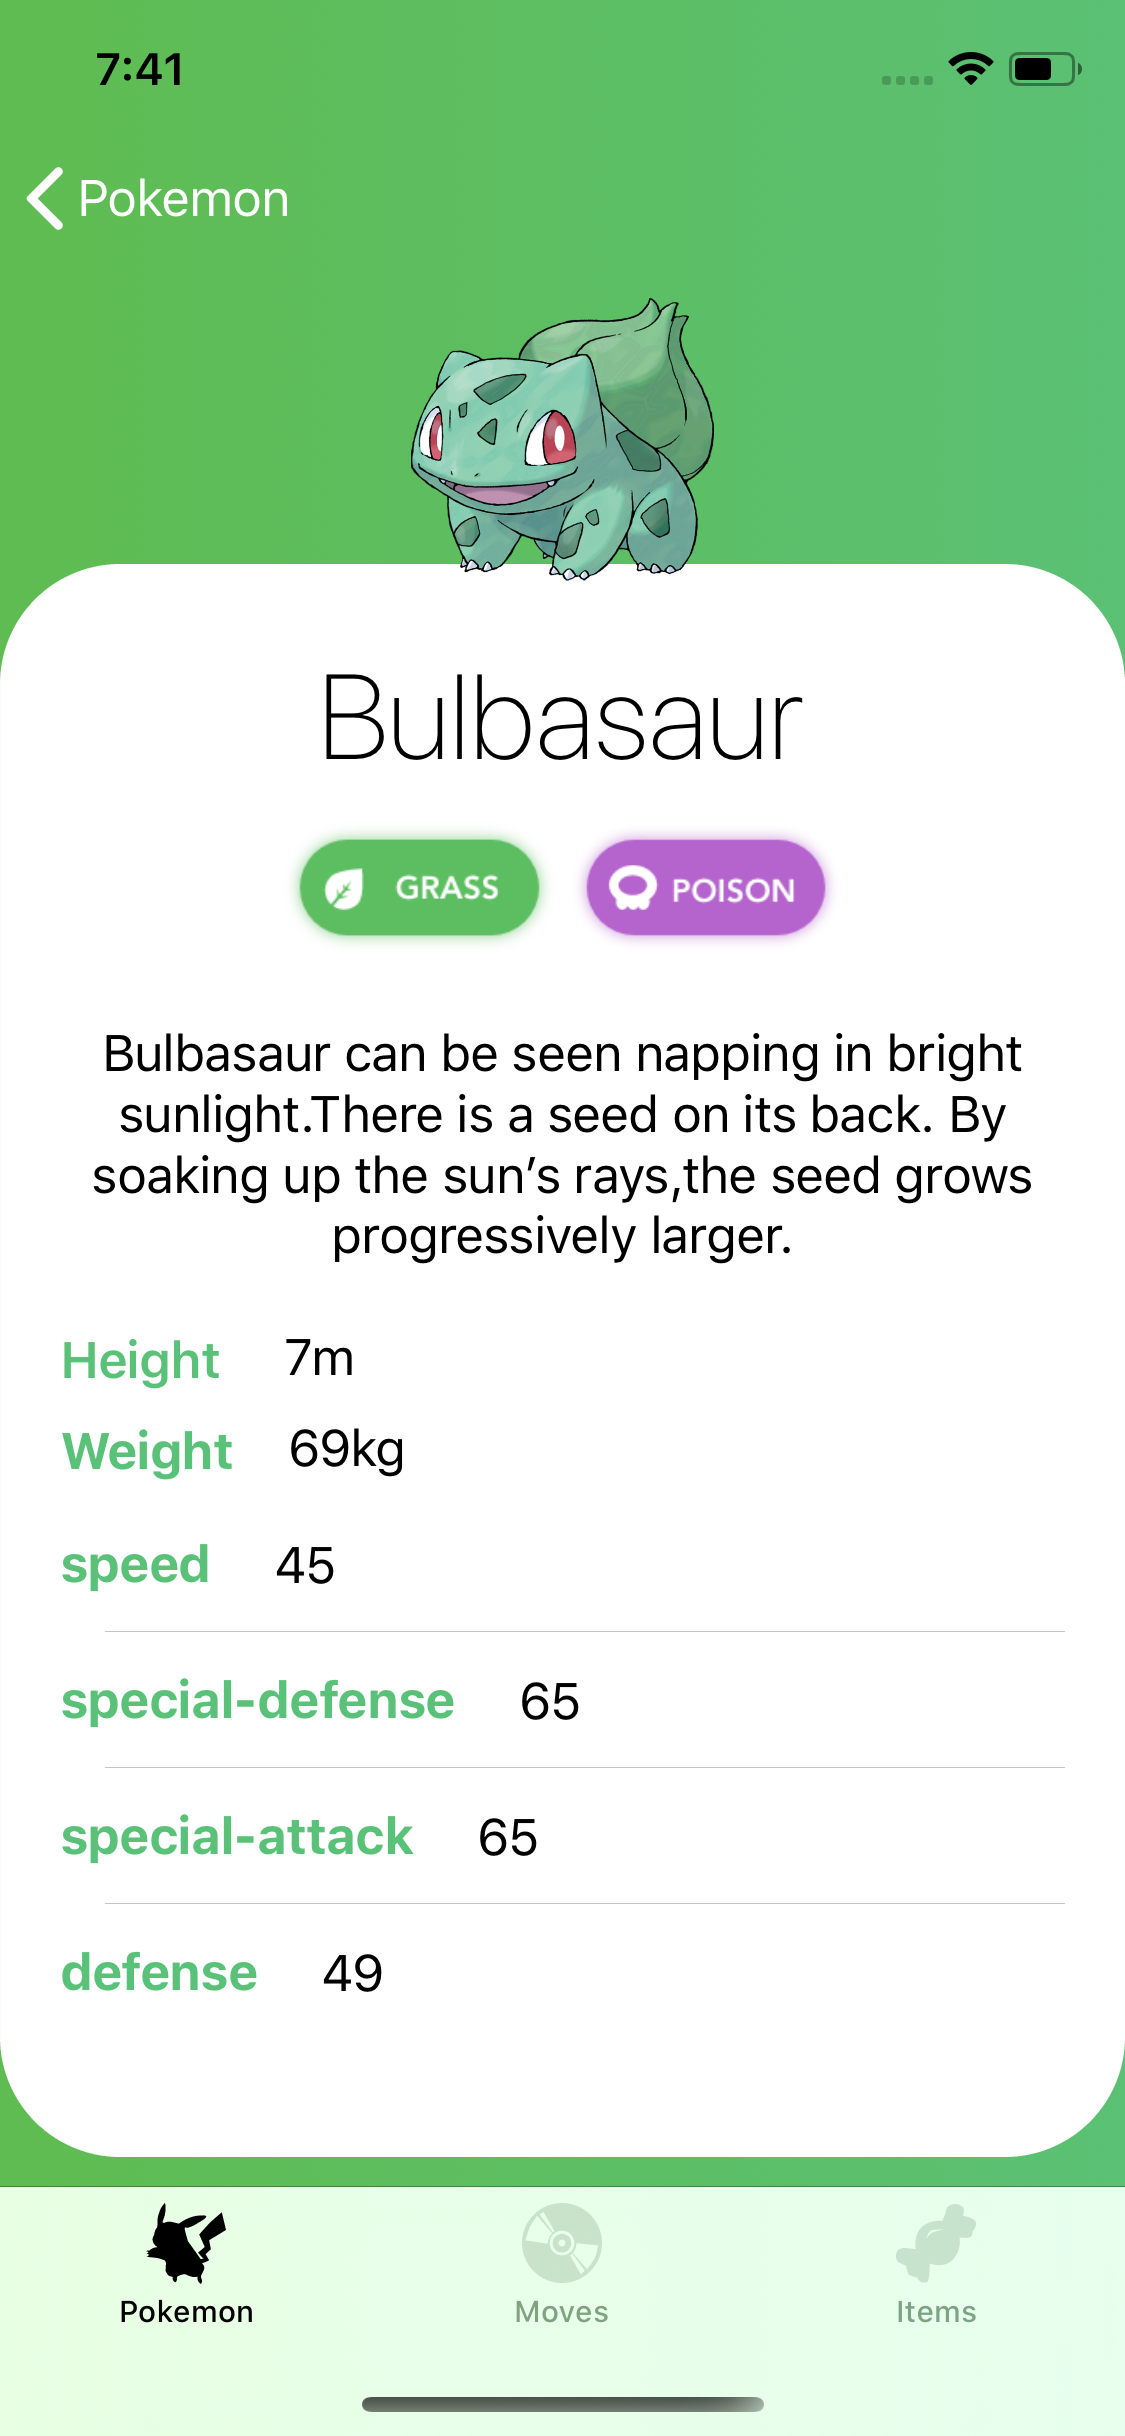 7:41
Pokemon
Bulbasaur
GRASS
POISON
Bulbasaur can be seen napping in bright
sunlight.There is a seed on its back. By
soaking up the sun’s rays,the seed grows
progressively larger.
Height 7m
Weight 69kg
speed 45
special-defense 65
special-attack 65
defense 49
Pokemon
Moves
Items